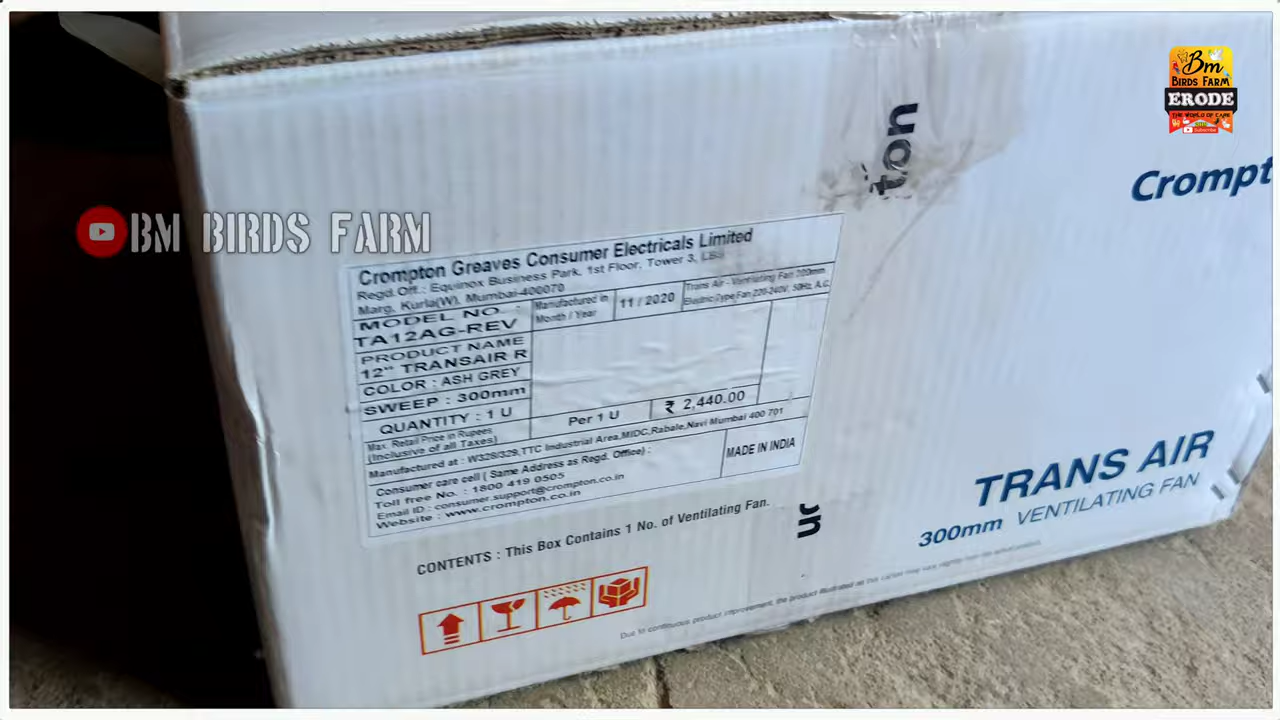 Bm
BIRDS FARM
ERODE
THE WORLD OF CARE
Subscribe
ton
Crompt
BM BIRDS FARM
Crompton Greaves Consumer Electricals Limited
Regd.Off.: Equinox Business Park, 1st Floor, Tower 3, LBS
Marg, Kurla(W), Mumbai-400070
MODEL NO. :
TA12AG-REV
Manufactured in
Month / Year
11 / 2020
Trans Air - Ventilating Fan
Electric Type Fan 220-240V, 50Hz, A.C.
PRODUCT NAME
12" TRANSAIR R
COLOR : ASH GREY
SWEEP : 300mm
QUANTITY : 1 U
Max. Retail Price in Rupees
(Inclusive of all Taxes)
Per 1 U
₹ 2,440.00
Manufactured at : W328/329,TTC Industrial Area,MIDC,Rabale,Navi Mumbai 400 701
Consumer care cell ( Same Address as Regd. Office) :
Toll free No. : 1800 419 0505
Email ID : consumer.support@crompton.co.in
Website : www.crompton.co.in
MADE IN INDIA
CONTENTS : This Box Contains 1 No. of Ventilating Fan.
TRANS AIR
300mm VENTILATING FAN
Due to continuous product improvement, the product illustrated on this carton may vary slightly from the actual product.